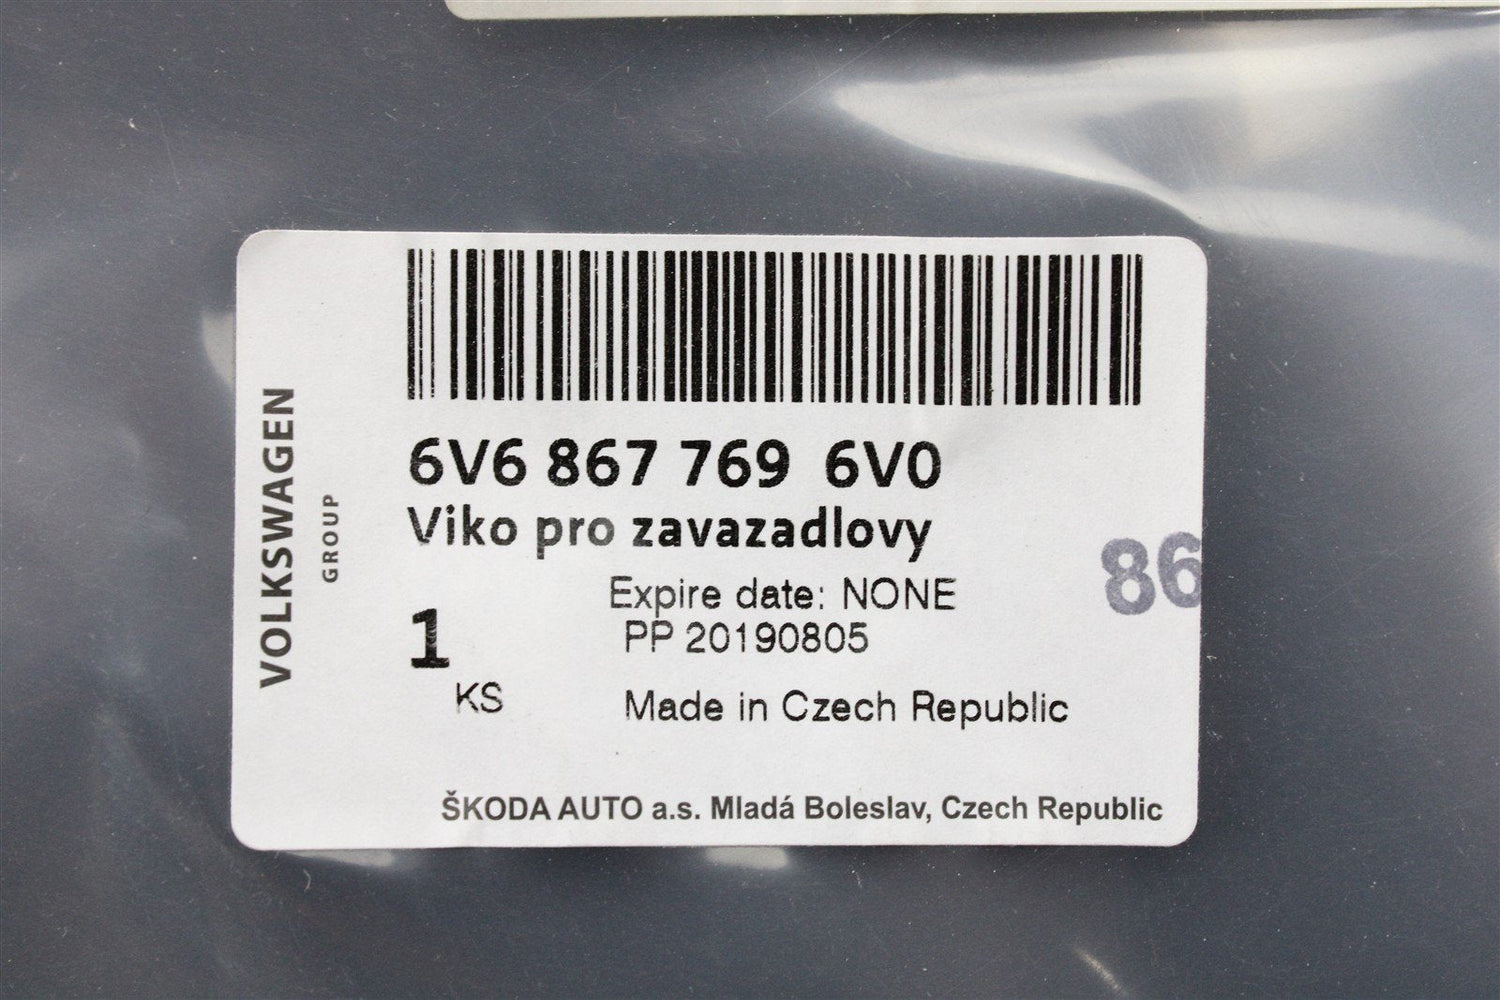 VOLKSWAGEN
GROUP
6V6 867 769 6V0
Viko pro zavazadlovy
Expire date: NONE
86
1
PP 20190805
KS
Made in Czech Republic
ŠKODA AUTO a.s. Mladá Boleslav, Czech Republic